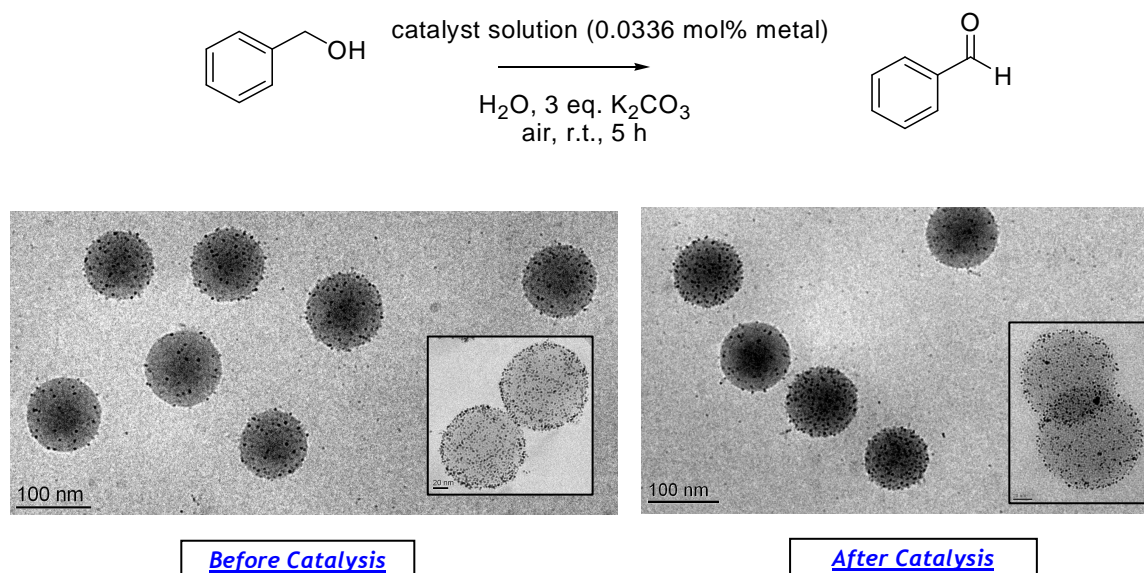 catalyst solution (0.0336 mol% metal)
OH
O
H
H₂O, 3 eq. K₂CO₃
air, r.t., 5 h
100 nm
20 nm
100 nm
Before Catalysis
After Catalysis